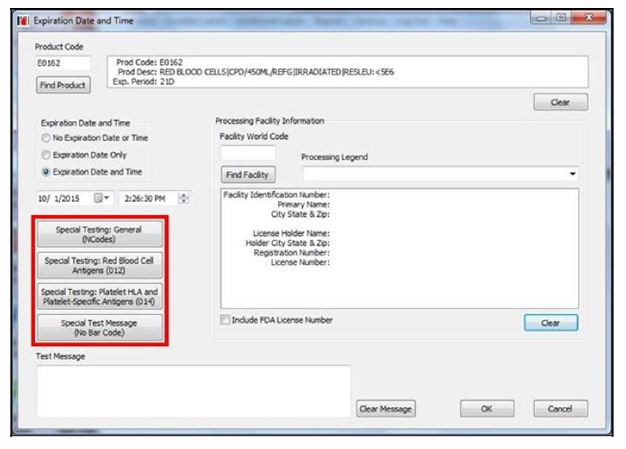 Expiration Date and Time
Product Code
E0162
Find Product
Prod Code: E0162
Prod Desc: RED BLOOD CELLS|CPD/450ML/REFG|IRRADIATED|RESLEU:<5E6
Exp. Period: 21D
Clear
Expiration Date and Time
No Expiration Date or Time
Expiration Date Only
Expiration Date and Time
10/ 1/2015
2:26:30 PM
Special Testing: General
(NCodes)
Special Testing: Red Blood Cell
Antigens (012)
Special Testing: Platelet HLA and
Platelet-Specific Antigens (014)
Special Test Message
(No Bar Code)
Processing Facility Information
Facility World Code
Processing Legend
Find Facility
Facility Identification Number:
Primary Name:
City State & Zip:
License Holder Name:
Holder City State & Zip:
Registration Number:
License Number:
Include FDA License Number
Clear
Test Message
Clear Message
OK
Cancel